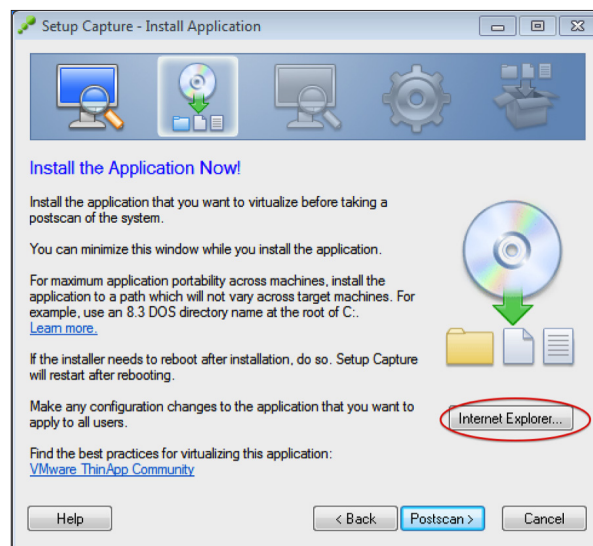 Setup Capture - Install Application
Install the Application Now!
Install the application that you want to virtualize before taking a
postscan of the system.
You can minimize this window while you install the application.
For maximum application portability across machines, install the
application to a path which will not vary across target machines. For
example, use an 8.3 DOS directory name at the root of C:.
Learn more.
If the installer needs to reboot after installation, do so. Setup Capture
will restart after rebooting.
Make any configuration changes to the application that you want to
apply to all users.
Internet Explorer...
Find the best practices for virtualizing this application:
VMware ThinApp Community
Help
< Back
Postscan >
Cancel